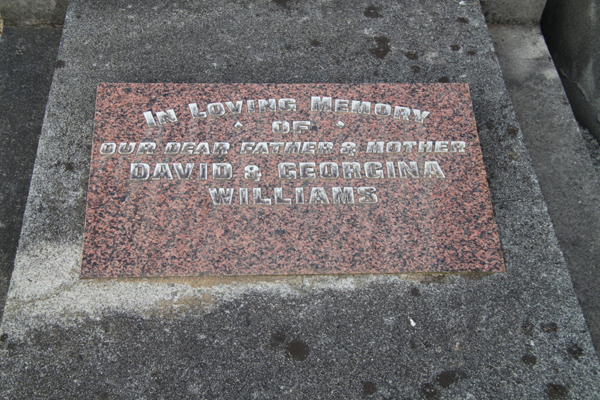 IN LOVING MEMORY
OF
OUR DEAR FATHER & MOTHER
DAVID & GEORGINA
WILLIAMS